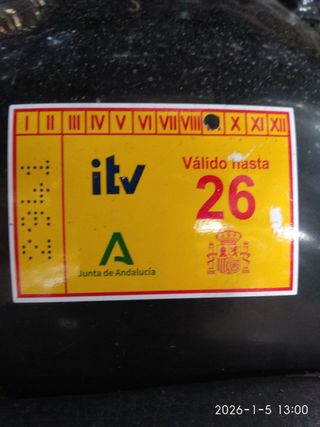 I II III IV V VI VII VIII X XI XII
itv
Válido hasta
26
Junta de Andalucía
2026-1-5 13:00